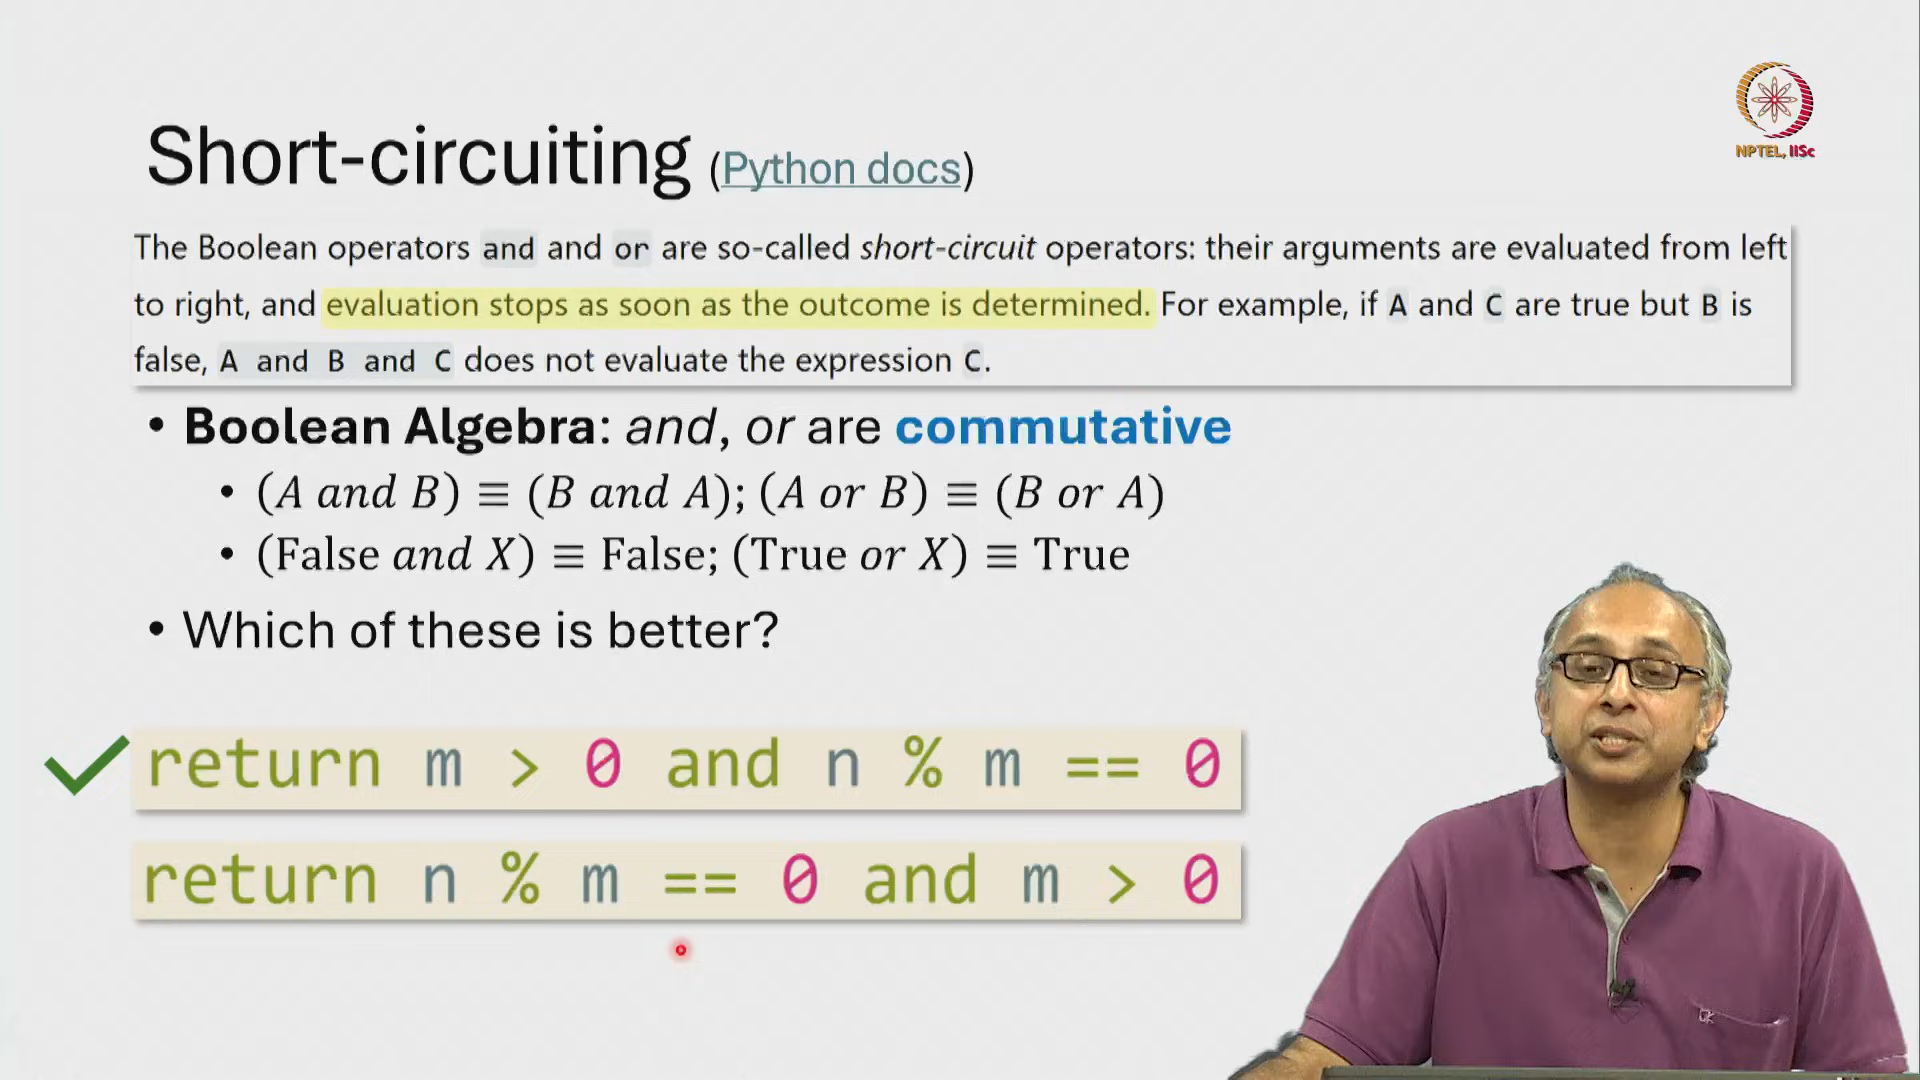 Short-circuiting (Python docs)
NPTEL, IISc
The Boolean operators and and or are so-called short-circuit operators: their arguments are evaluated from left
to right, and evaluation stops as soon as the outcome is determined. For example, if A and C are true but B is
false, A and B and C does not evaluate the expression C.
• Boolean Algebra: and, or are commutative
• (A and B) ≡ (B and A); (A or B) ≡ (B or A)
• (False and X) ≡ False; (True or X) ≡ True
• Which of these is better?
return m > 0 and n % m == 0
return n % m == 0 and m > 0